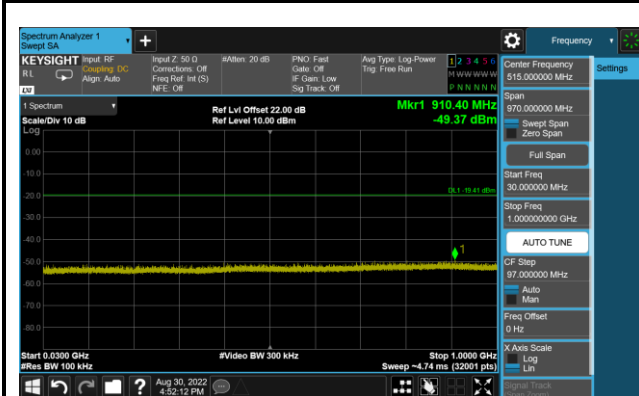 Spectrum Analyzer 1
Swept SA
Frequency
KEYSIGHT
RL
LXI
Input: RF
Coupling: DC
Align: Auto
Input Z: 50 Ω
Corrections: Off
Freq Ref: Int (S)
NFE: Off
#Atten: 20 dB
PNO: Fast
Gate: Off
IF Gain: Low
Sig Track: Off
Avg Type: Log-Power
Trig: Free Run
1 2 3 4 5 6
M W W W W W
P N N N N N
1 Spectrum
Scale/Div 10 dB
Log
Ref Lvl Offset 22.00 dB
Ref Level 10.00 dBm
Mkr1 910.40 MHz
-49.37 dBm
0.00
-10.0
-20.0
-30.0
-40.0
-50.0
-60.0
-70.0
-80.0
DL1 -19.41 dBm
1
Start 0.0300 GHz
#Res BW 100 kHz
#Video BW 300 kHz
Stop 1.0000 GHz
Sweep ~4.74 ms (32001 pts)
?
Aug 30, 2022
4:52:12 PM
Center Frequency
515.000000 MHz
Span
970.000000 MHz
Swept Span
Zero Span
Full Span
Start Freq
30.000000 MHz
Stop Freq
1.000000000 GHz
AUTO TUNE
CF Step
97.000000 MHz
Auto
Man
Freq Offset
0 Hz
X Axis Scale
Log
Lin
Signal Track
Settings